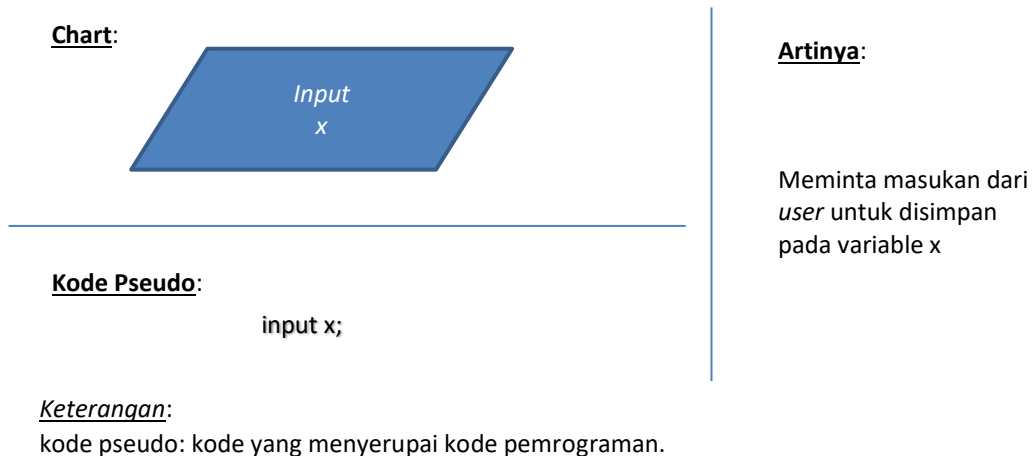 Chart:
Input
x
Kode Pseudo:
input x;
Artinya:
Meminta masukan dari
user untuk disimpan
pada variable x
Keterangan:
kode pseudo: kode yang menyerupai kode pemrograman.